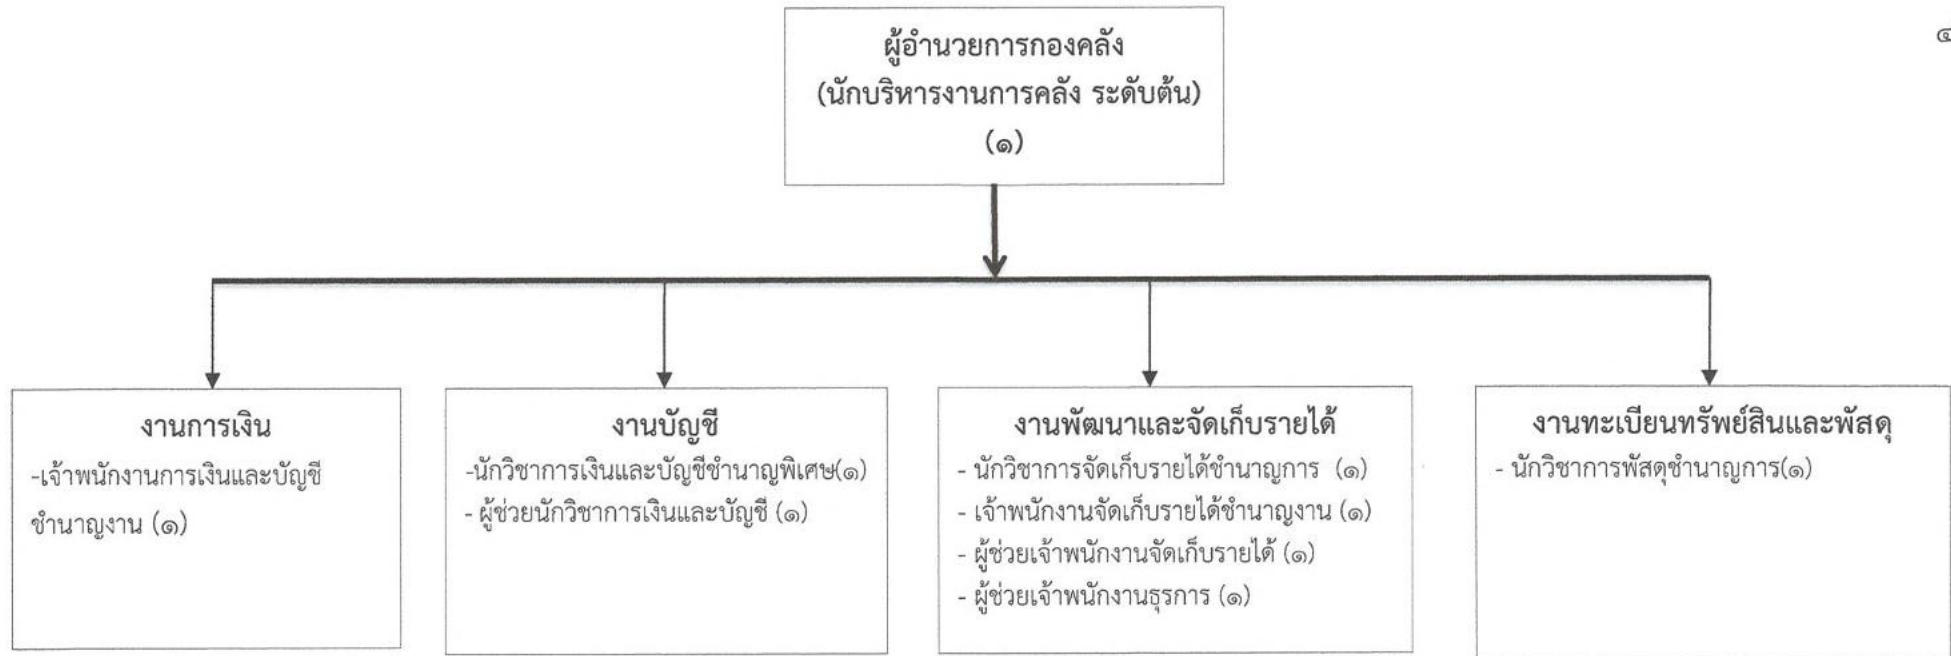 ผู้อำนวยการกองคลัง
(นักบริหารงานการคลัง ระดับต้น)
(๑)
งานการเงิน
-เจ้าพนักงานการเงินและบัญชี
ชำนาญงาน (๑)
งานบัญชี
-นักวิชาการเงินและบัญชีชำนาญพิเศษ(๑)
- ผู้ช่วยนักวิชาการเงินและบัญชี (๑)
งานพัฒนาและจัดเก็บรายได้
- นักวิชาการจัดเก็บรายได้ชำนาญการ (๑)
- เจ้าพนักงานจัดเก็บรายได้ชำนาญงาน (๑)
- ผู้ช่วยเจ้าพนักงานจัดเก็บรายได้ (๑)
- ผู้ช่วยเจ้าพนักงานธุรการ (๑)
งานทะเบียนทรัพย์สินและพัสดุ
- นักวิชาการพัสดุชำนาญการ(๑)